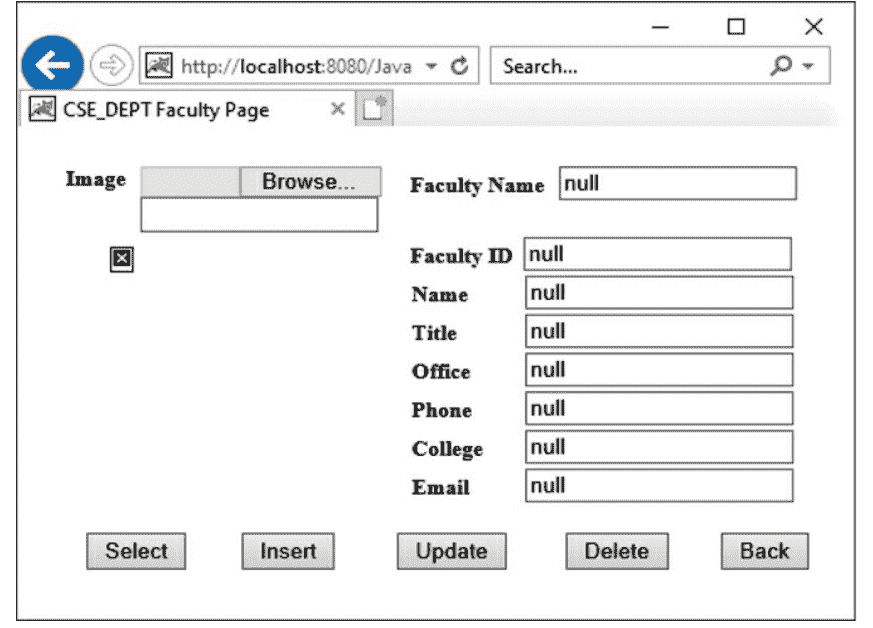 http://localhost:8080/Java
Search...
CSE_DEPT Faculty Page
Image Browse... Faculty Name null
Faculty ID null
Name null
Title null
Office null
Phone null
College null
Email null
Select Insert Update Delete Back